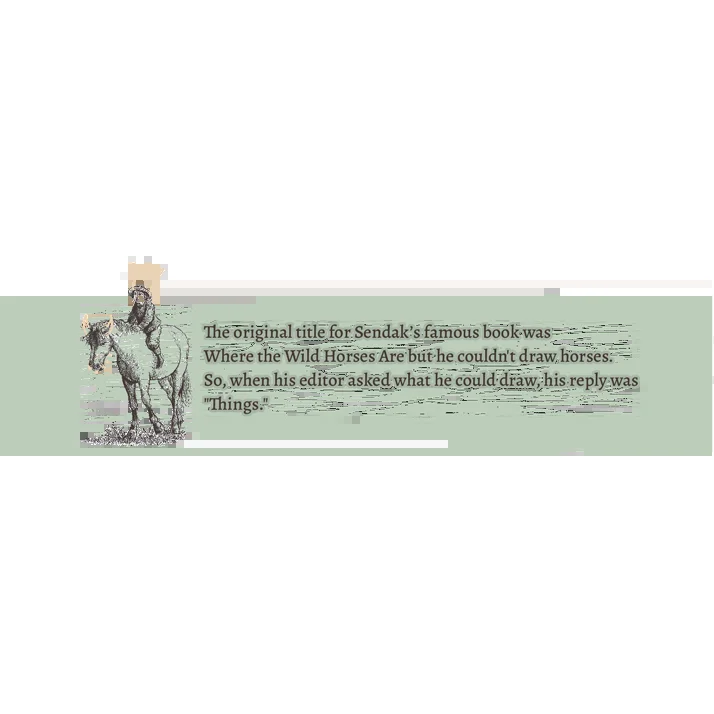 The original title for Sendak's famous book was
Where the Wild Horses Are but he couldn't draw horses.
So, when his editor asked what he could draw, his reply was
"Things."